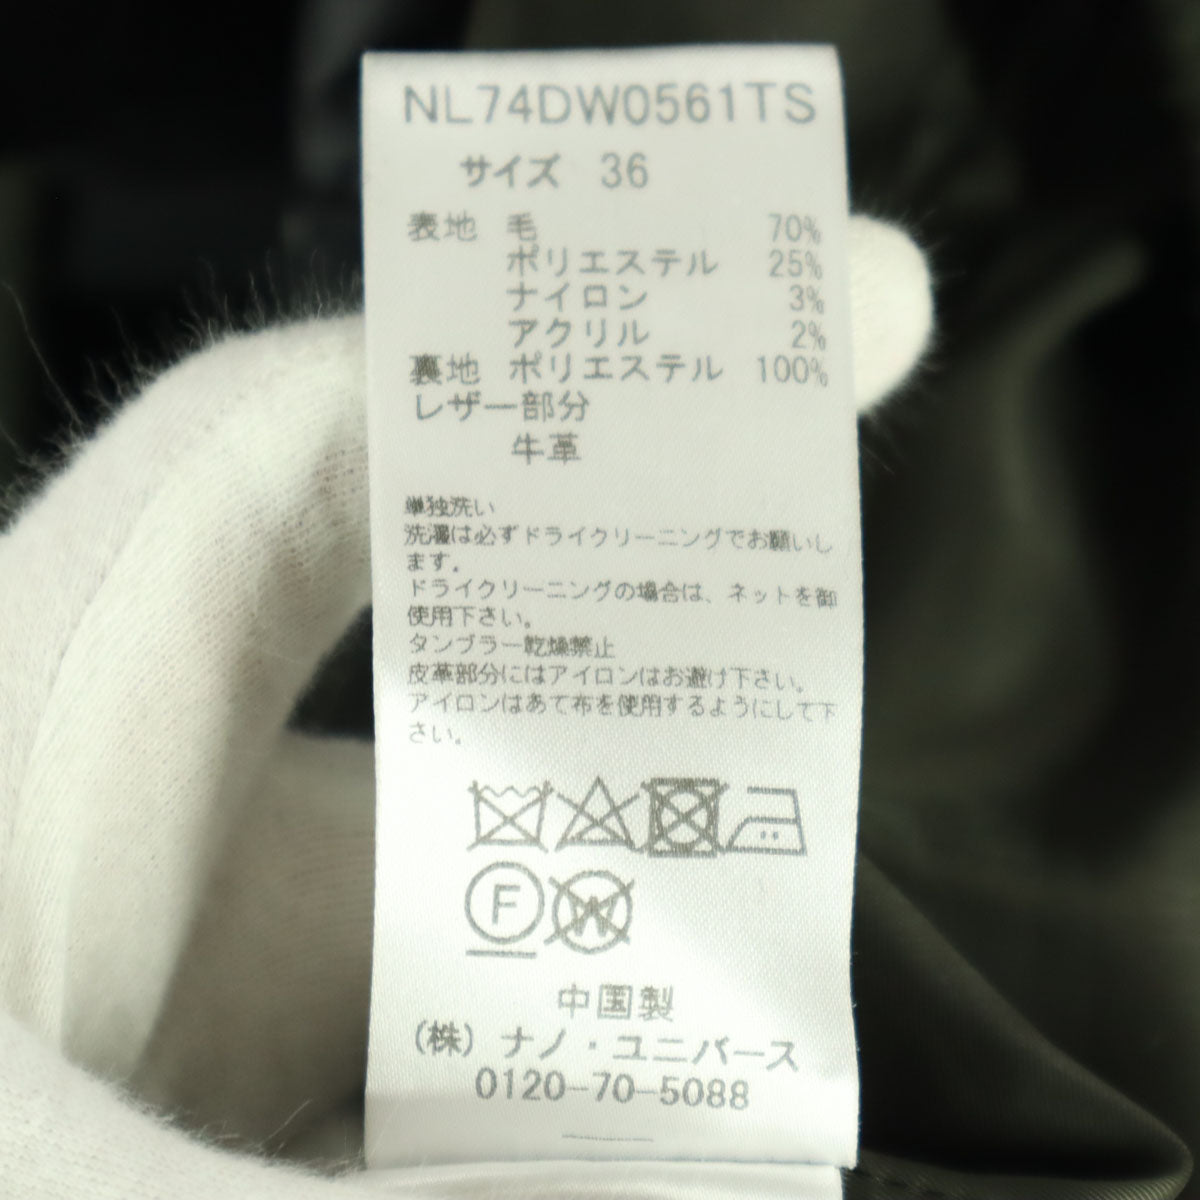 NL74DW0561TS
サイズ 36
表地 毛 70%
ポリエステル 25%
ナイロン 3%
アクリル 2%
裏地 ポリエステル 100%
レザー部分
牛革
単独洗い
洗濯は必ずドライクリーニングでお願いし
ます。
ドライクリーニングの場合は、ネットを御
使用下さい。
タンブラー乾燥禁止
皮革部分にはアイロンはお避け下さい。
アイロンはあて布を使用するようにして下
さい。
F W
中国製
(株) ナノ・ユニバース
0120-70-5088